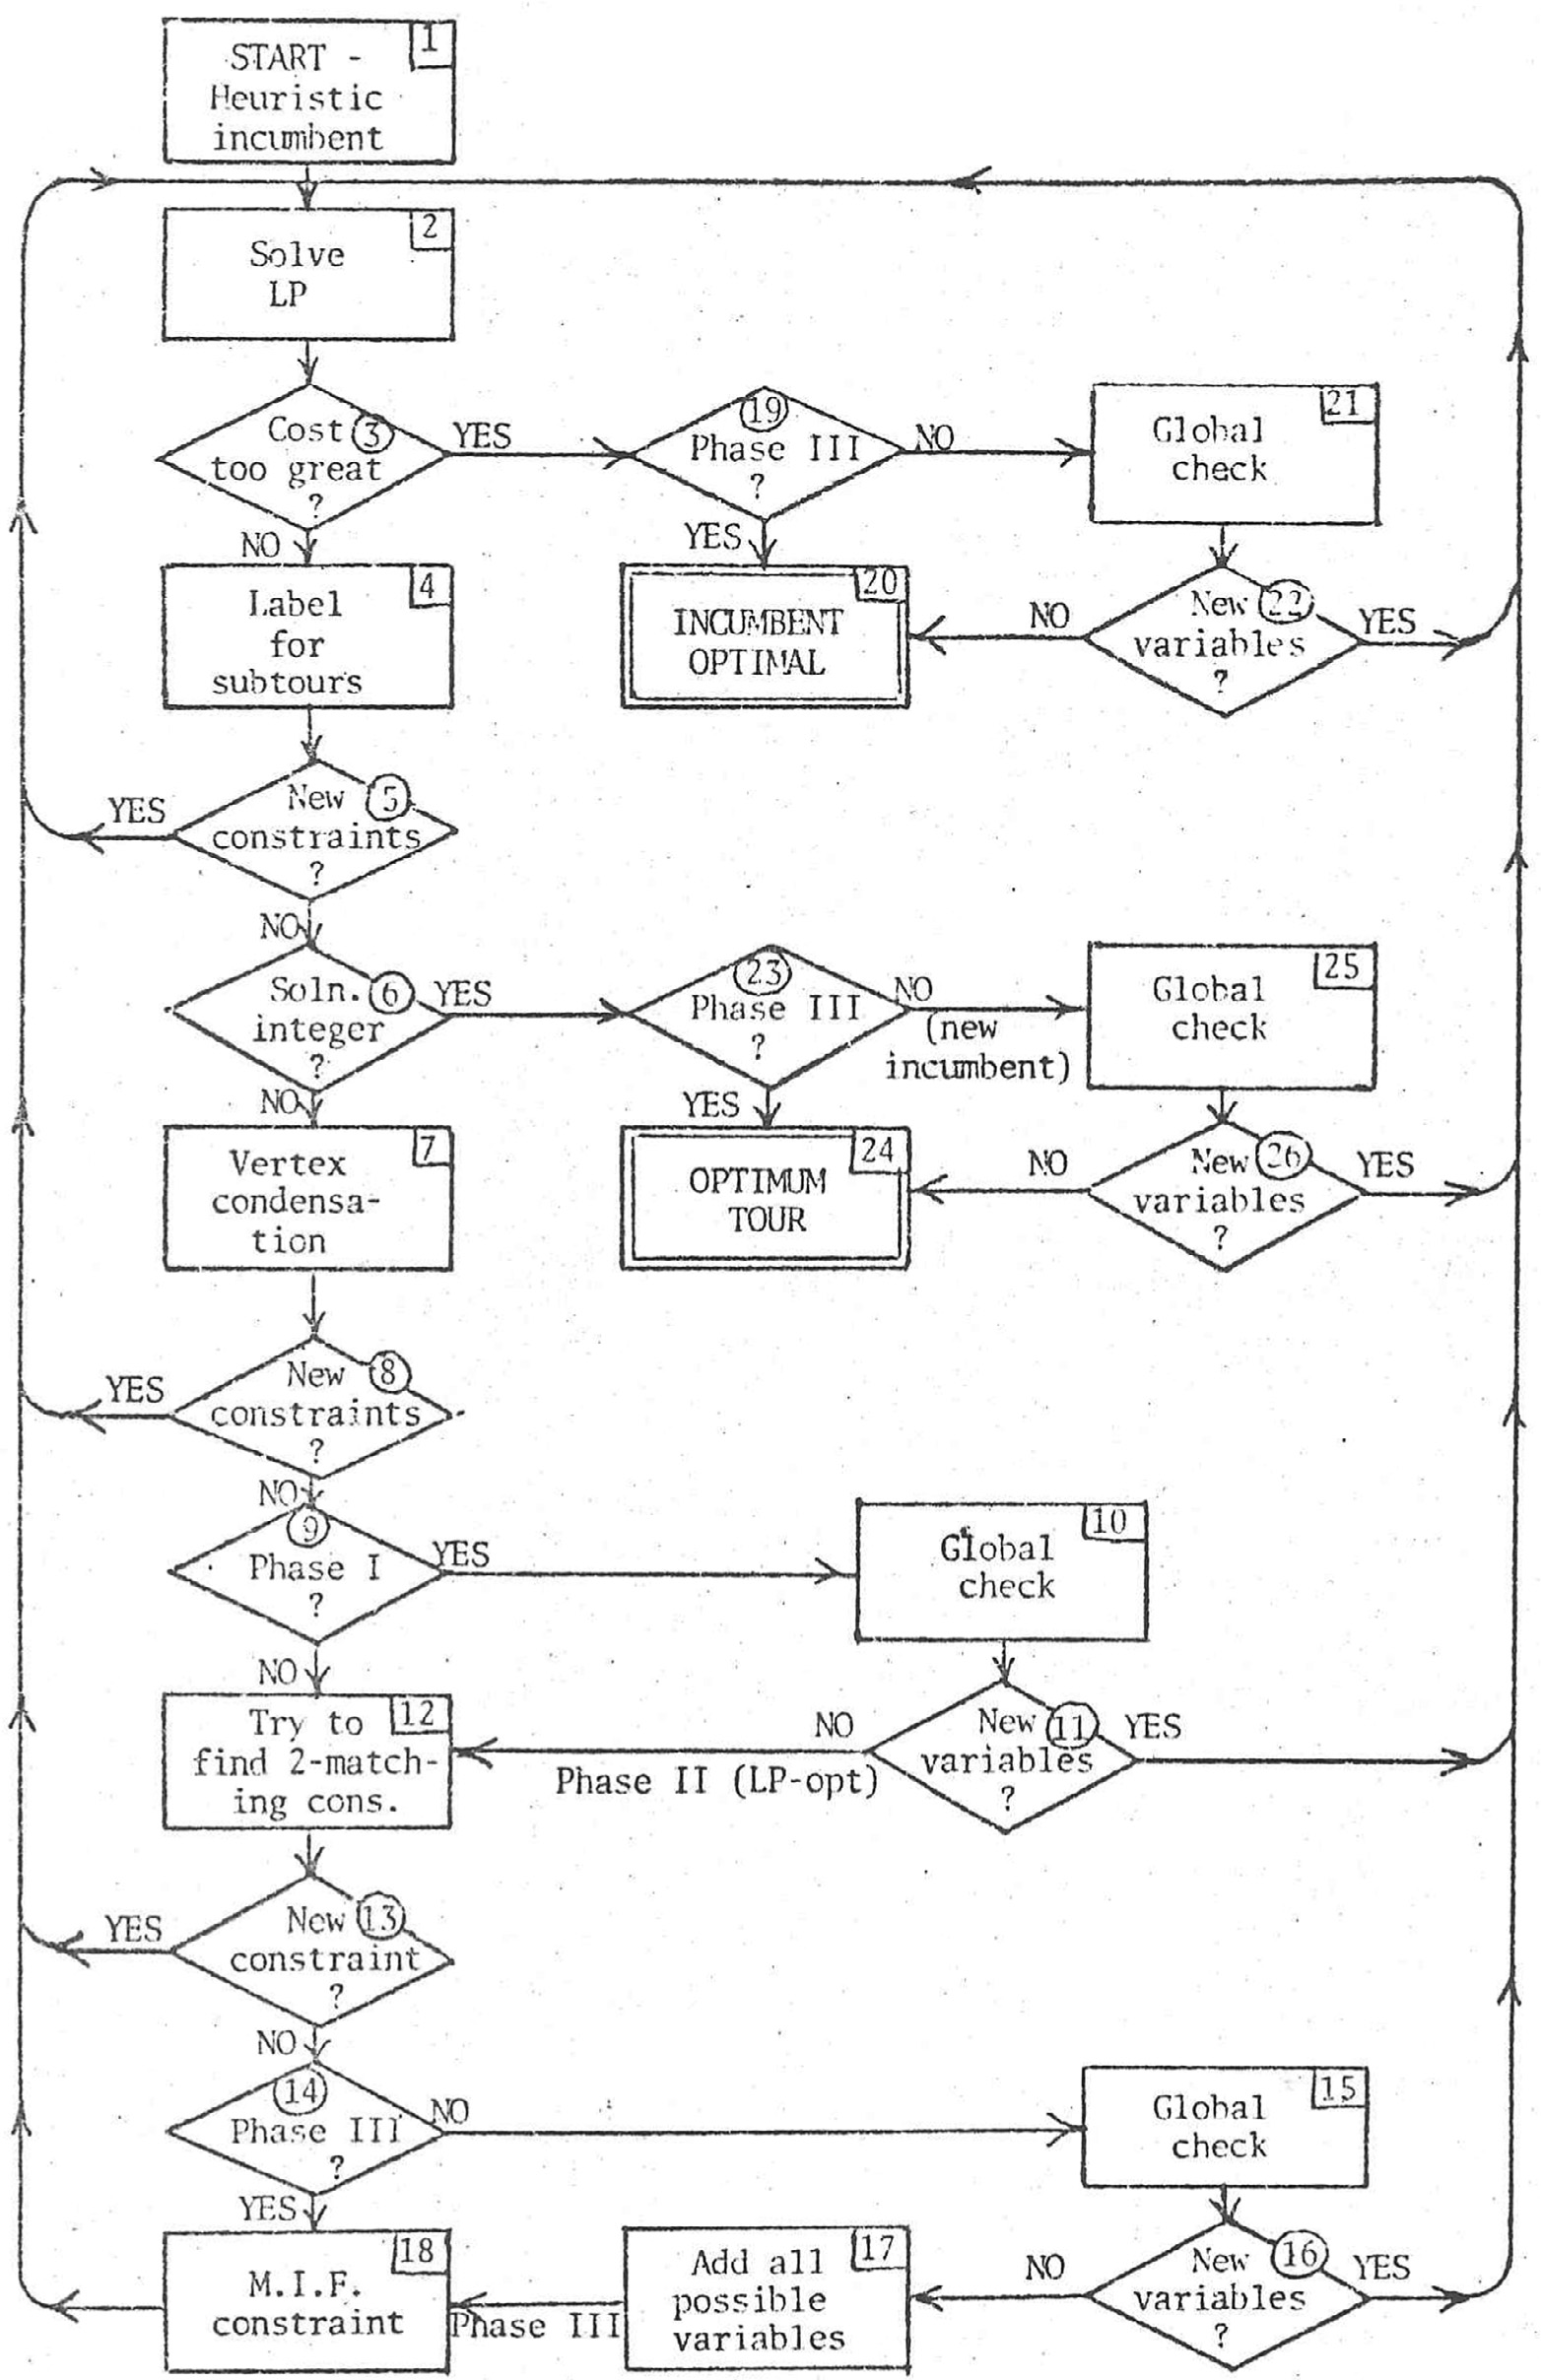 1
START -
Heuristic
incumbent
2
Solve
LP
Cost 3
too great
?
YES
NO
19
Phase III
?
NO
YES
21
Global
check
4
Label
for
subtours
20
INCUMBENT
OPTIMAL
NO
New 22
variables
?
YES
YES
New 5
constraints
?
NO
Soln. 6
integer
?
YES
NO
23
Phase III
?
NO
(new
incumbent)
YES
25
Global
check
7
Vertex
condensa-
tion
24
OPTIMUM
TOUR
NO
New 26
variables
?
YES
YES
New 8
constraints
?
NO
9
Phase I
?
YES
NO
10
Global
check
12
Try to
find 2-match-
ing cons.
NO
Phase II (LP-opt)
New 11
variables
?
YES
YES
New 13
constraint
?
NO
14
Phase III
?
NO
YES
15
Global
check
18
M.I.F.
constraint
Phase III
17
Add all
possible
variables
NO
New 16
variables
?
YES